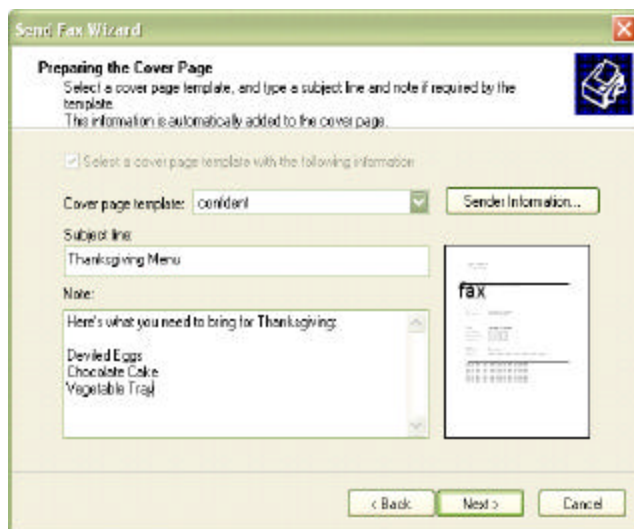 Send Fax Wizard
Preparing the Cover Page
Select a cover page template, and type a subject line and note if required by the
template.
This information is automatically added to the cover page.
Select a cover page template with the following information
Cover page template: confident
Sender Information...
Subject line:
Thanksgiving Menu
Note:
Here's what you need to bring for Thanksgiving:
Deviled Eggs
Chocolate Cake
Vegetable Tray
fax
< Back
Next >
Cancel